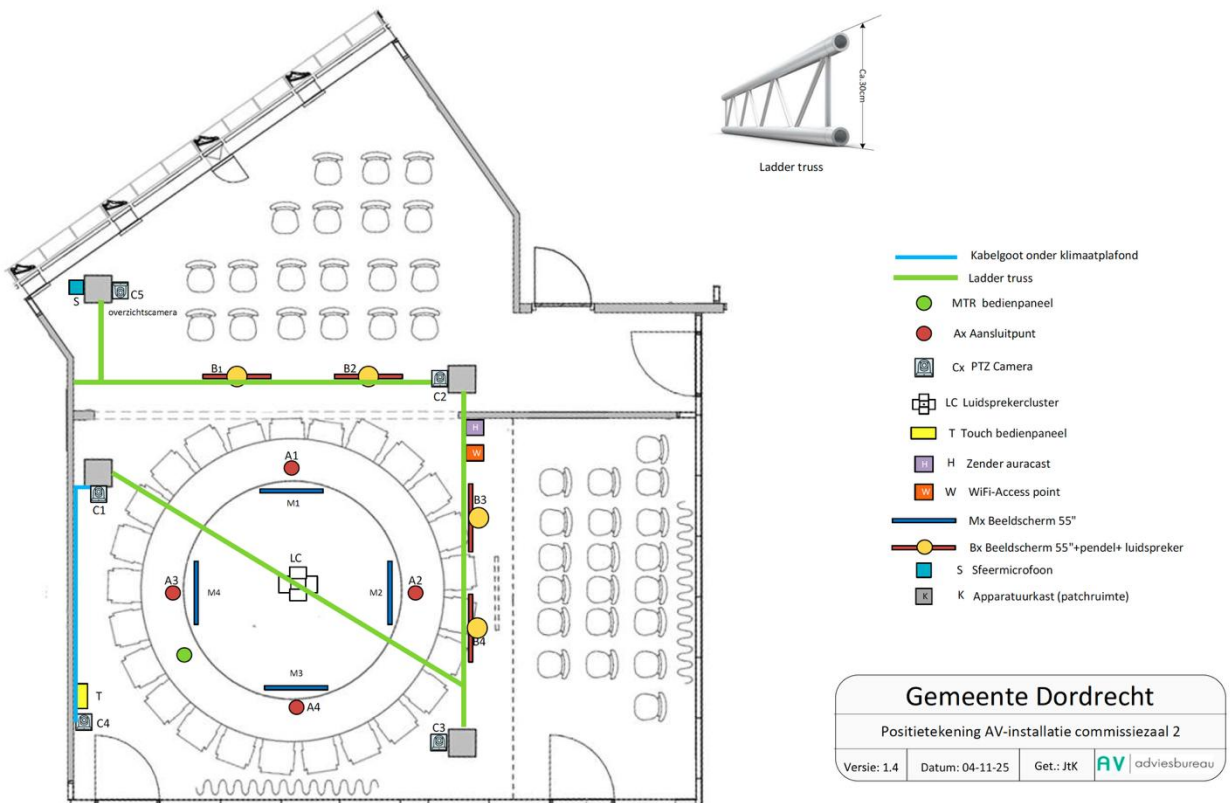 Ca.30cm
Ladder truss
Kabelgoot onder klimaatplafond
Ladder truss
MTR bedienpaneel
Ax Aansluitpunt
Cx PTZ Camera
LC Luidsprekercluster
T Touch bedienpaneel
H H Zender auracast
W W WiFi-Access point
Mx Beeldscherm 55"
Bx Beeldscherm 55"+pendel+ luidspreker
S Sfeermicrofoon
K K Apparatuurkast (patchruimte)
S C5
overzichtscamera
B1 B2
C2
H
W
A1
M1
C1
B3
LC
A3 A2
M4 M2
B4
M3
T
A4
C4
C3
Gemeente Dordrecht
Positietekening AV-installatie commissiezaal 2
Versie: 1.4 Datum: 04-11-25 Get.: JtK AV adviesbureau